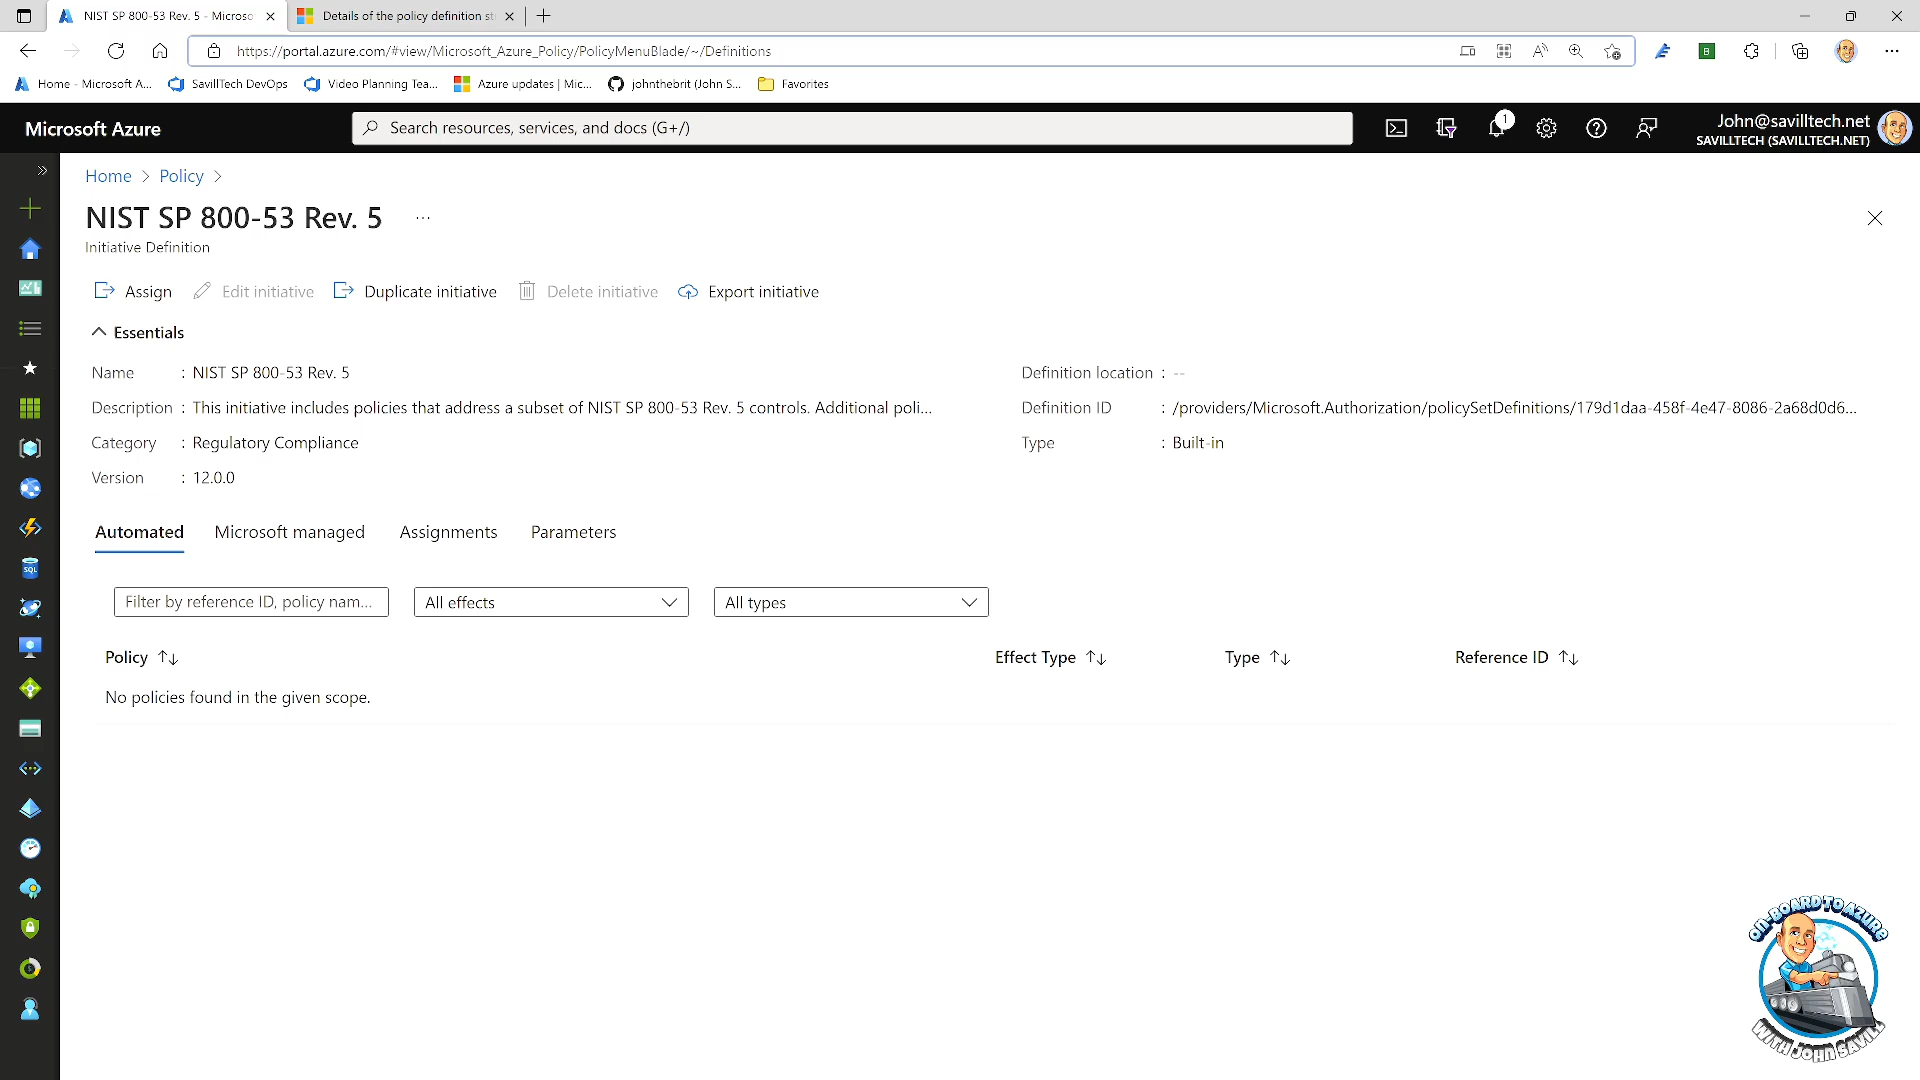 NIST SP 800-53 Rev. 5 - Microso
Details of the policy definition st
https://portal.azure.com/#view/Microsoft_Azure_Policy/PolicyMenuBlade/~/Definitions
Home - Microsoft A...
SavillTech DevOps
Video Planning Tea...
Azure updates | Mic...
johnthebrit (John S...
Favorites
Microsoft Azure
Search resources, services, and docs (G+/)
1
John@savilltech.net
SAVILLTECH (SAVILLTECH.NET)
Home > Policy >
NIST SP 800-53 Rev. 5 ...
Initiative Definition
Assign
Edit initiative
Duplicate initiative
Delete initiative
Export initiative
Essentials
Name : NIST SP 800-53 Rev. 5
Definition location : --
Description : This initiative includes policies that address a subset of NIST SP 800-53 Rev. 5 controls. Additional poli...
Definition ID : /providers/Microsoft.Authorization/policySetDefinitions/179d1daa-458f-4e47-8086-2a68d0d6...
Category : Regulatory Compliance
Type : Built-in
Version : 12.0.0
Automated
Microsoft managed
Assignments
Parameters
Filter by reference ID, policy nam...
All effects
All types
Policy
Effect Type
Type
Reference ID
No policies found in the given scope.
SQL
ON-BOARD TO AZURE
WITH JOHN SAVILL